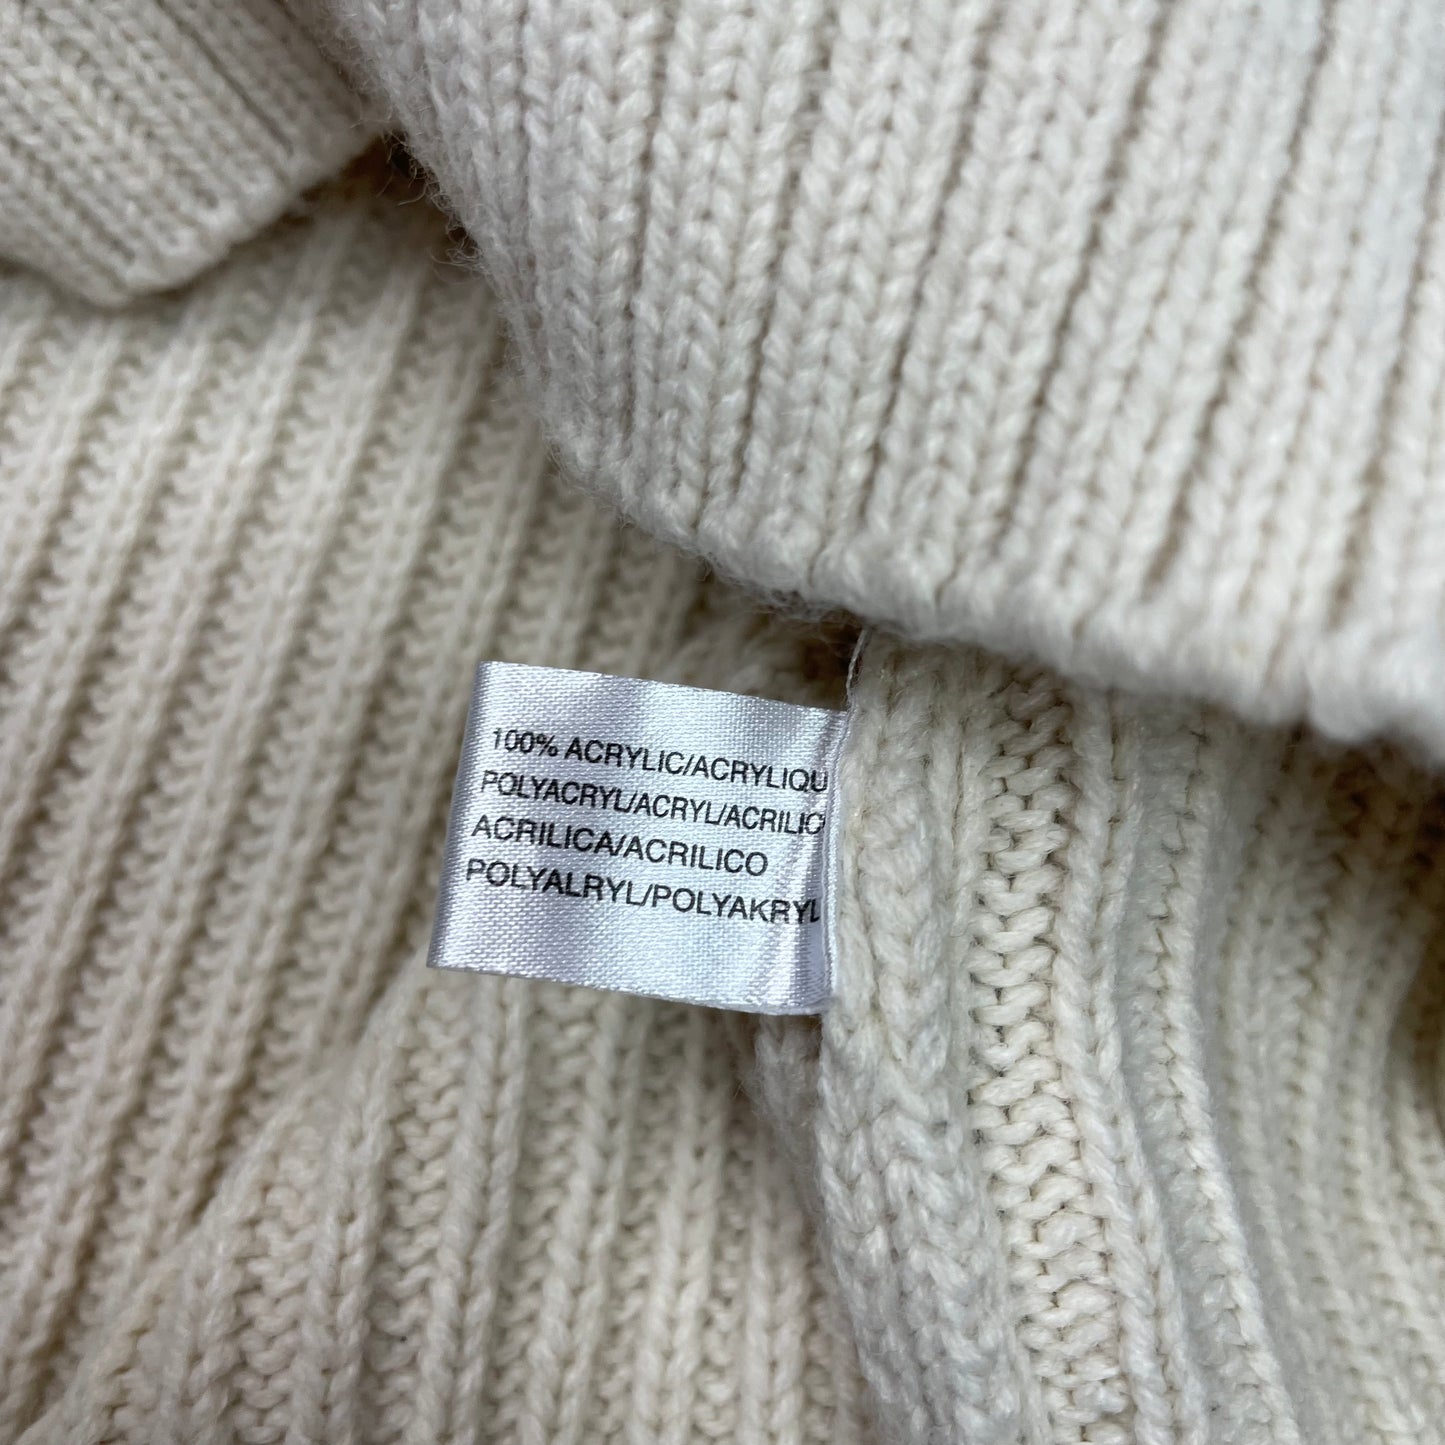 100% ACRYLIC/ACRYLIQU
POLYACRYL/ACRYL/ACRILIC
ACRILICA/ACRILICO
POLYALRYL/POLYAKRYL